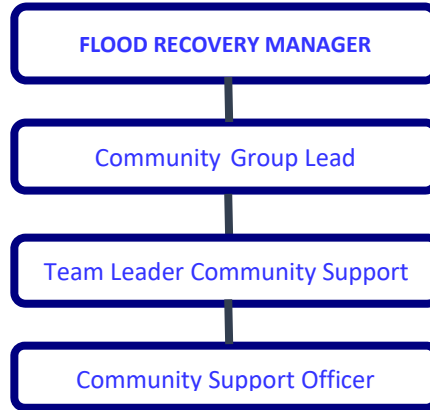 FLOOD RECOVERY MANAGER
Community Group Lead
Team Leader Community Support
Community Support Officer